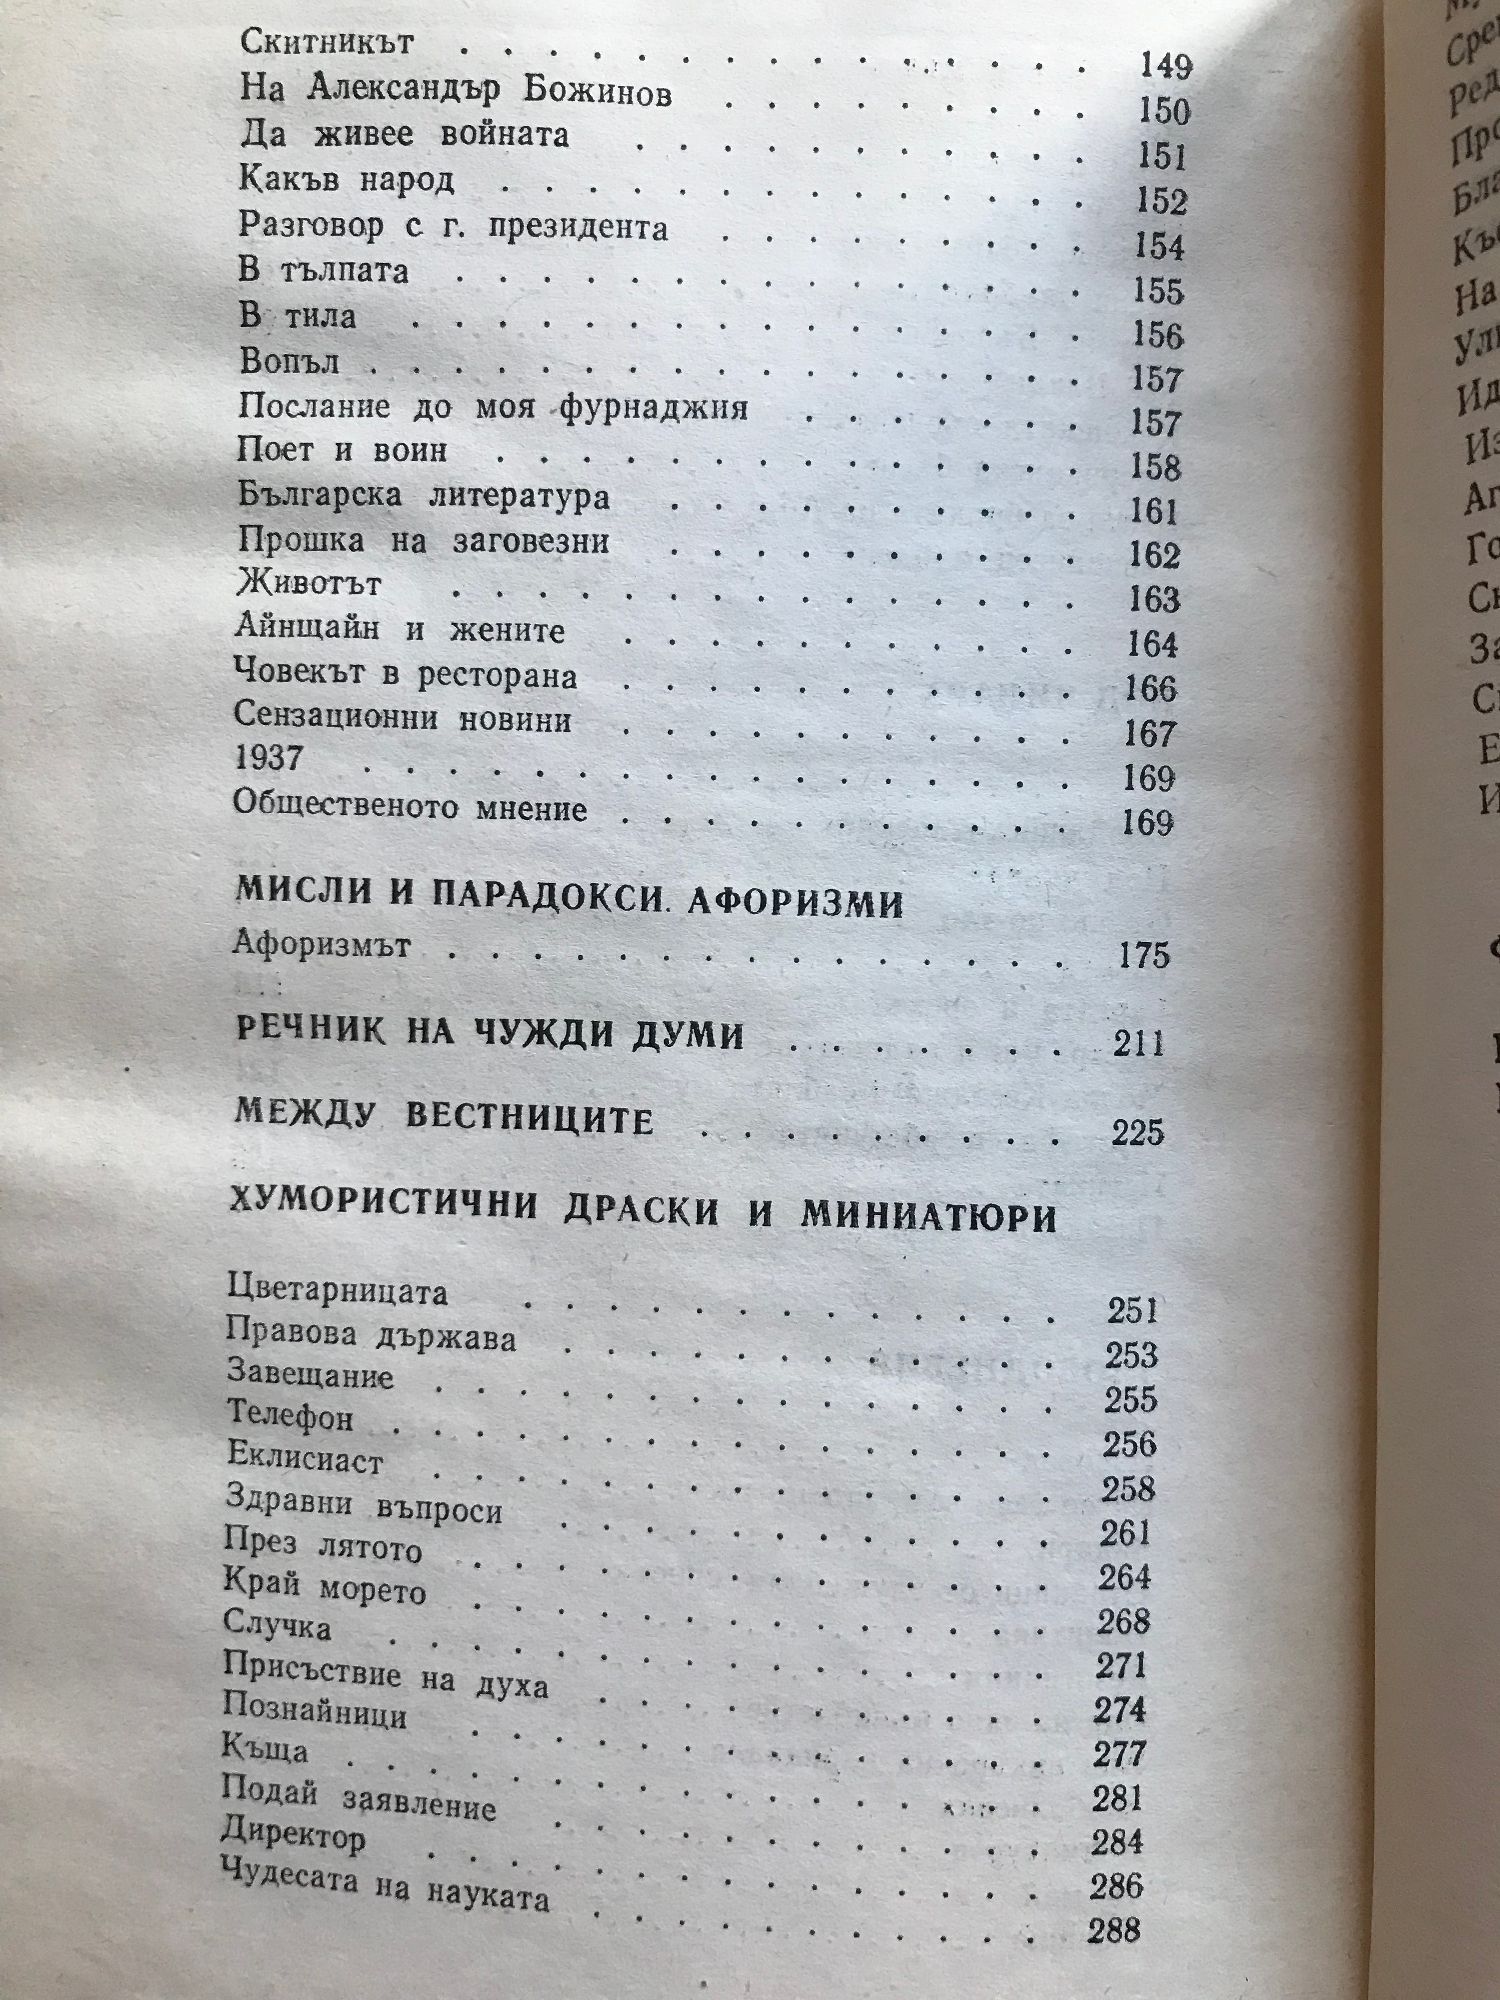 Скитникът . . . . . . . . . . . . . . . 149
На Александър Божинов . . . . . . . . . 150
Да живее войната . . . . . . . . . . . 151
Какъв народ . . . . . . . . . . . . . . 152
Разговор с г. президента . . . . . . . . . 154
В тълпата . . . . . . . . . . . . . . . 155
В тила . . . . . . . . . . . . . . . . 156
Вопъл . . . . . . . . . . . . . . . . . 157
Послание до моя фурнаджия . . . . . . . 157
Поет и воин . . . . . . . . . . . . . . 158
Българска литература . . . . . . . . . . 161
Прошка на заговезни . . . . . . . . . . 162
Животът . . . . . . . . . . . . . . . 163
Айнщайн и жените . . . . . . . . . . . 164
Човекът в ресторана . . . . . . . . . . . 166
Сензационни новини . . . . . . . . . . . 167
1937 . . . . . . . . . . . . . . . . . 169
Общественото мнение . . . . . . . . . . . 169
МИСЛИ И ПАРАДОКСИ. АФОРИЗМИ
Афоризмът . . . . . . . . . . . . . . . 175
РЕЧНИК НА ЧУЖДИ ДУМИ . . . . . . . 211
МЕЖДУ ВЕСТНИЦИТЕ . . . . . . . . . 225
ХУМОРИСТИЧНИ ДРАСКИ И МИНИАТЮРИ
Цветарницата . . . . . . . . . . . . . 251
Правова държава . . . . . . . . . . . . 253
Завещание . . . . . . . . . . . . . . . 255
Телефон . . . . . . . . . . . . . . . . 256
Еклисиаст . . . . . . . . . . . . . . . 258
Здравни въпроси . . . . . . . . . . . . 261
През лятото . . . . . . . . . . . . . . 264
Край морето . . . . . . . . . . . . . . 268
Случка . . . . . . . . . . . . . . . . 271
Присъствие на духа . . . . . . . . . . . 274
Познайници . . . . . . . . . . . . . . 277
Къща . . . . . . . . . . . . . . . . . 281
Подай заявление . . . . . . . . . . . . 284
Директор . . . . . . . . . . . . . . . 286
Чудесата на науката . . . . . . . . . . . 288